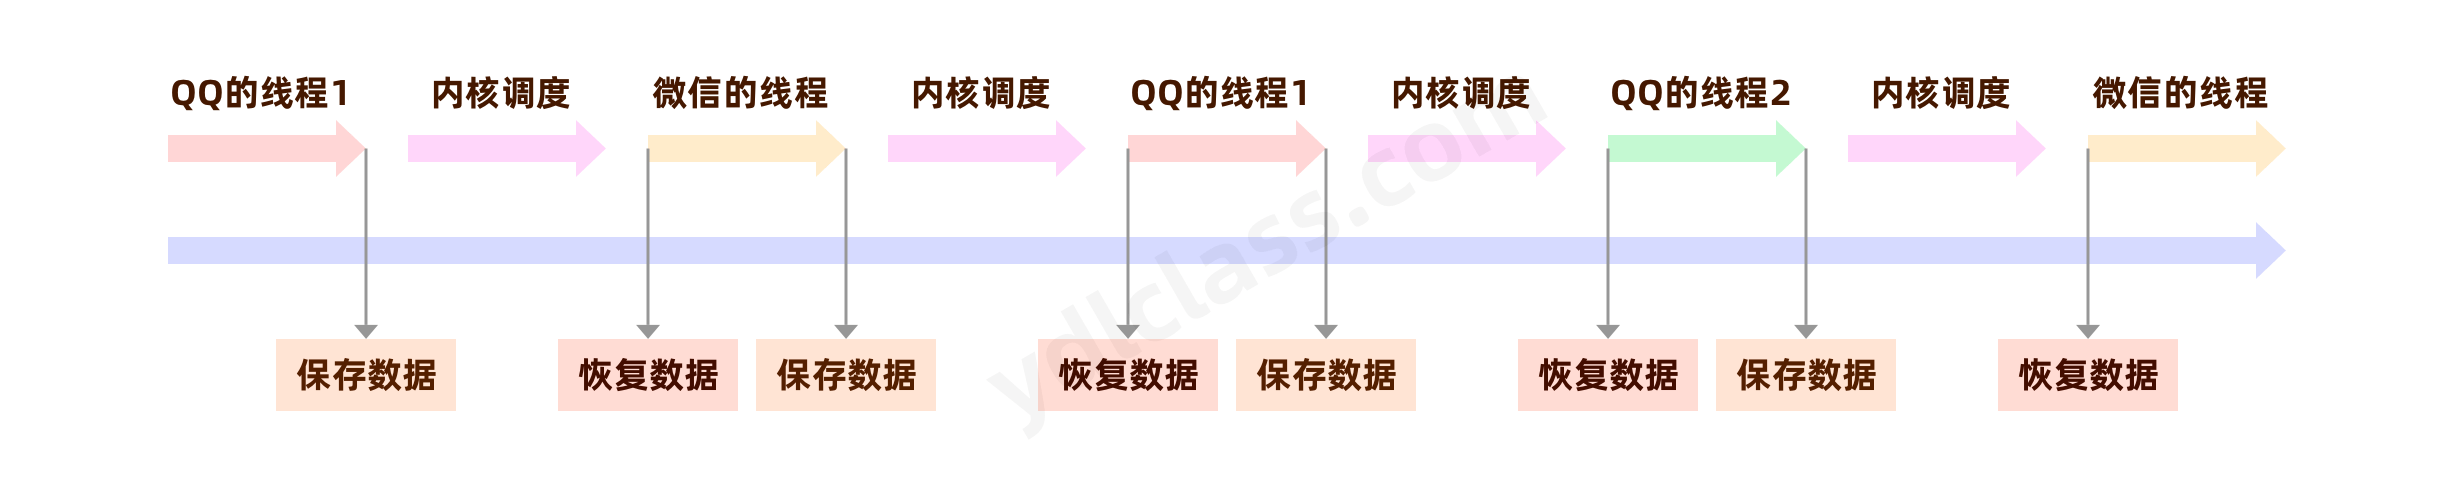 QQ的线程1 内核调度 微信的线程 内核调度 QQ的线程1 内核调度 QQ的线程2 内核调度 微信的线程
保存数据 恢复数据 保存数据 恢复数据 保存数据 恢复数据 保存数据 恢复数据
ydlclass.com